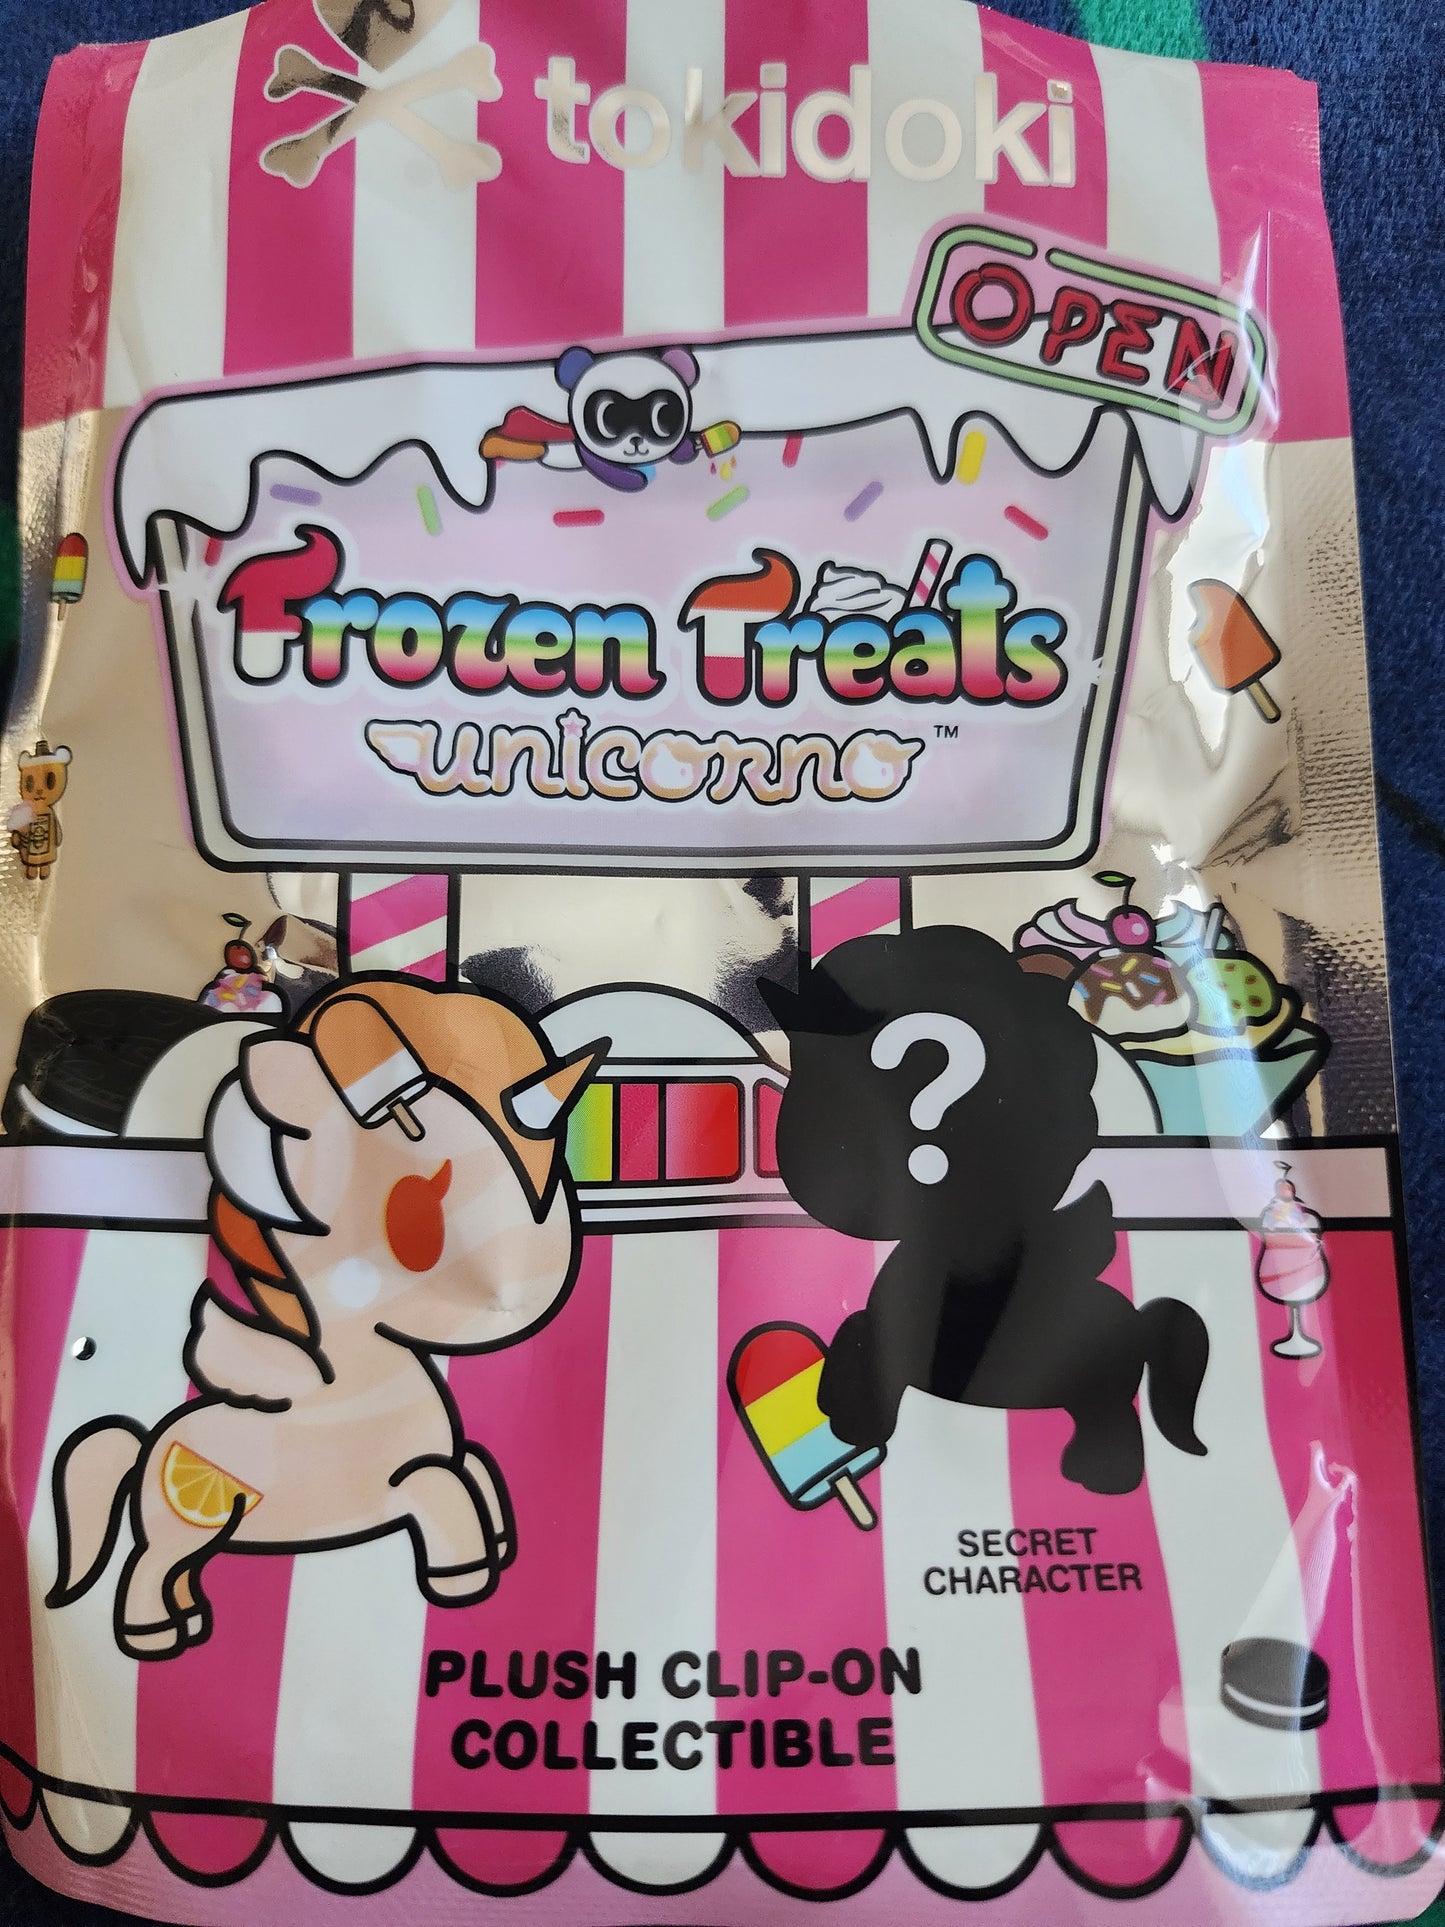 tokidoki
OPEN
Frozen Treats
unicorno™
?
SECRET
CHARACTER
PLUSH CLIP-ON
COLLECTIBLE